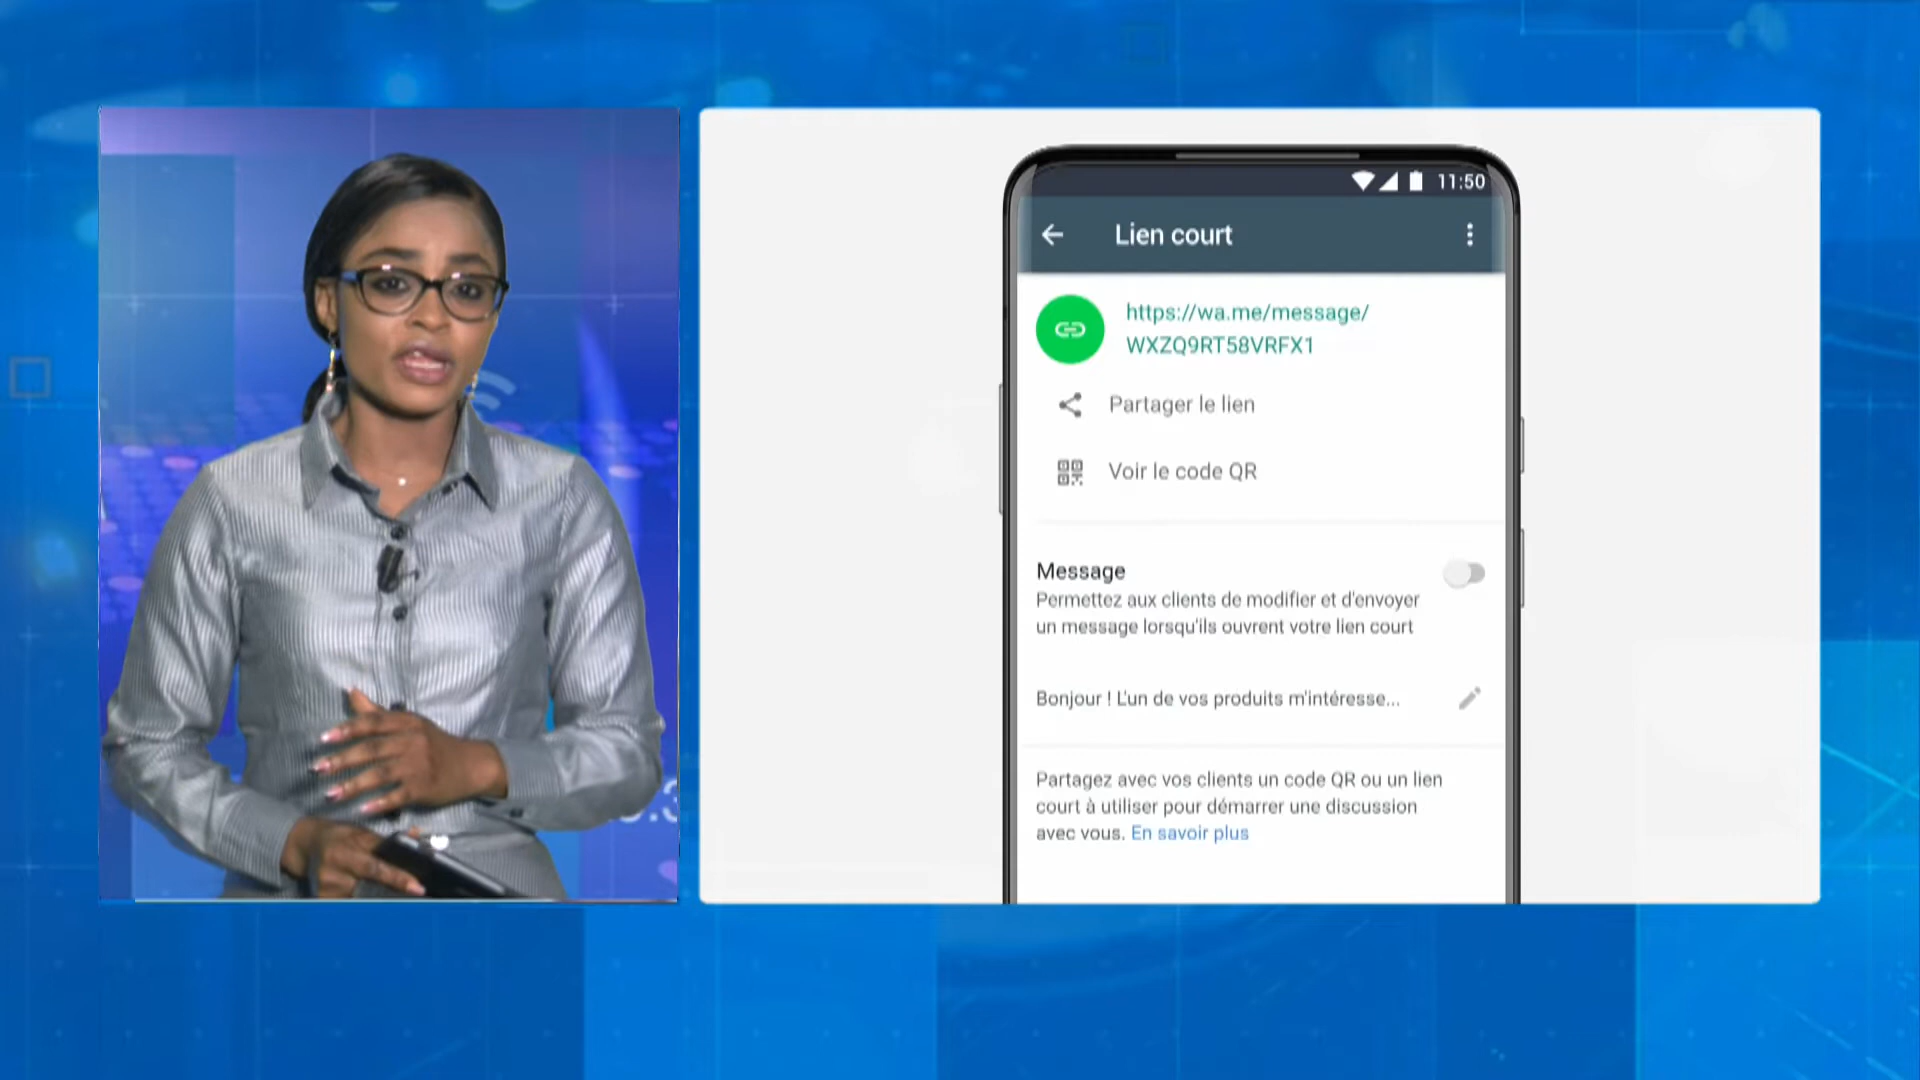 11:50
Lien court
https://wa.me/message/
WXZQ9RT58VRFX1
Partager le lien
Voir le code QR
Message
Permettez aux clients de modifier et d'envoyer
un message lorsqu'ils ouvrent votre lien court
Bonjour ! L'un de vos produits m'intéresse...
Partagez avec vos clients un code QR ou un lien
court à utiliser pour démarrer une discussion
avec vous. En savoir plus